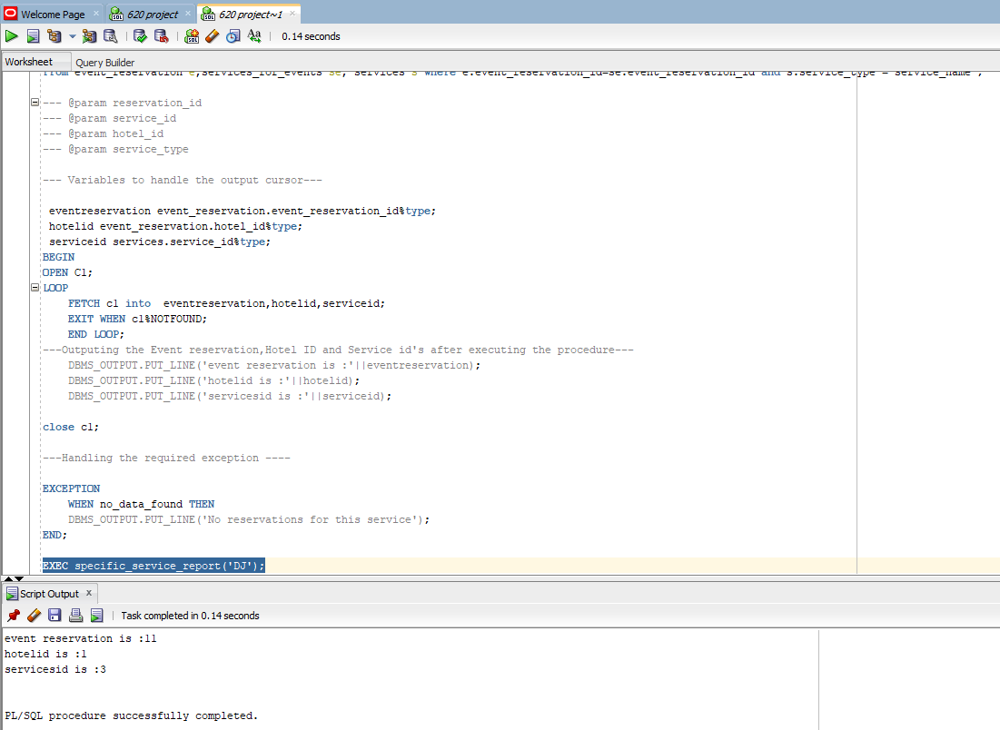 Welcome Page
620 project
620 project~1
0.14 seconds
Worksheet
Query Builder
from event_reservation e,services_for_events se, services s where e.event_reservation_id=se.event_reservation_id and s.service_type = service_name ;
--- @param reservation_id
--- @param service_id
--- @param hotel_id
--- @param service_type
--- Variables to handle the output cursor---
eventreservation event_reservation.event_reservation_id%type;
hotelid event_reservation.hotel_id%type;
serviceid services.service_id%type;
BEGIN
OPEN C1;
LOOP
FETCH c1 into  eventreservation,hotelid,serviceid;
EXIT WHEN c1%NOTFOUND;
END LOOP;
---Outputing the Event reservation,Hotel ID and Service id's after executing the procedure---
DBMS_OUTPUT.PUT_LINE('event reservation is :'||eventreservation);
DBMS_OUTPUT.PUT_LINE('hotelid is :'||hotelid);
DBMS_OUTPUT.PUT_LINE('servicesid is :'||serviceid);
close c1;
---Handling the required exception ----
EXCEPTION
WHEN no_data_found THEN
DBMS_OUTPUT.PUT_LINE('No reservations for this service');
END;
EXEC specific_service_report('DJ');
Script Output
Task completed in 0.14 seconds
event reservation is :11
hotelid is :1
servicesid is :3
PL/SQL procedure successfully completed.